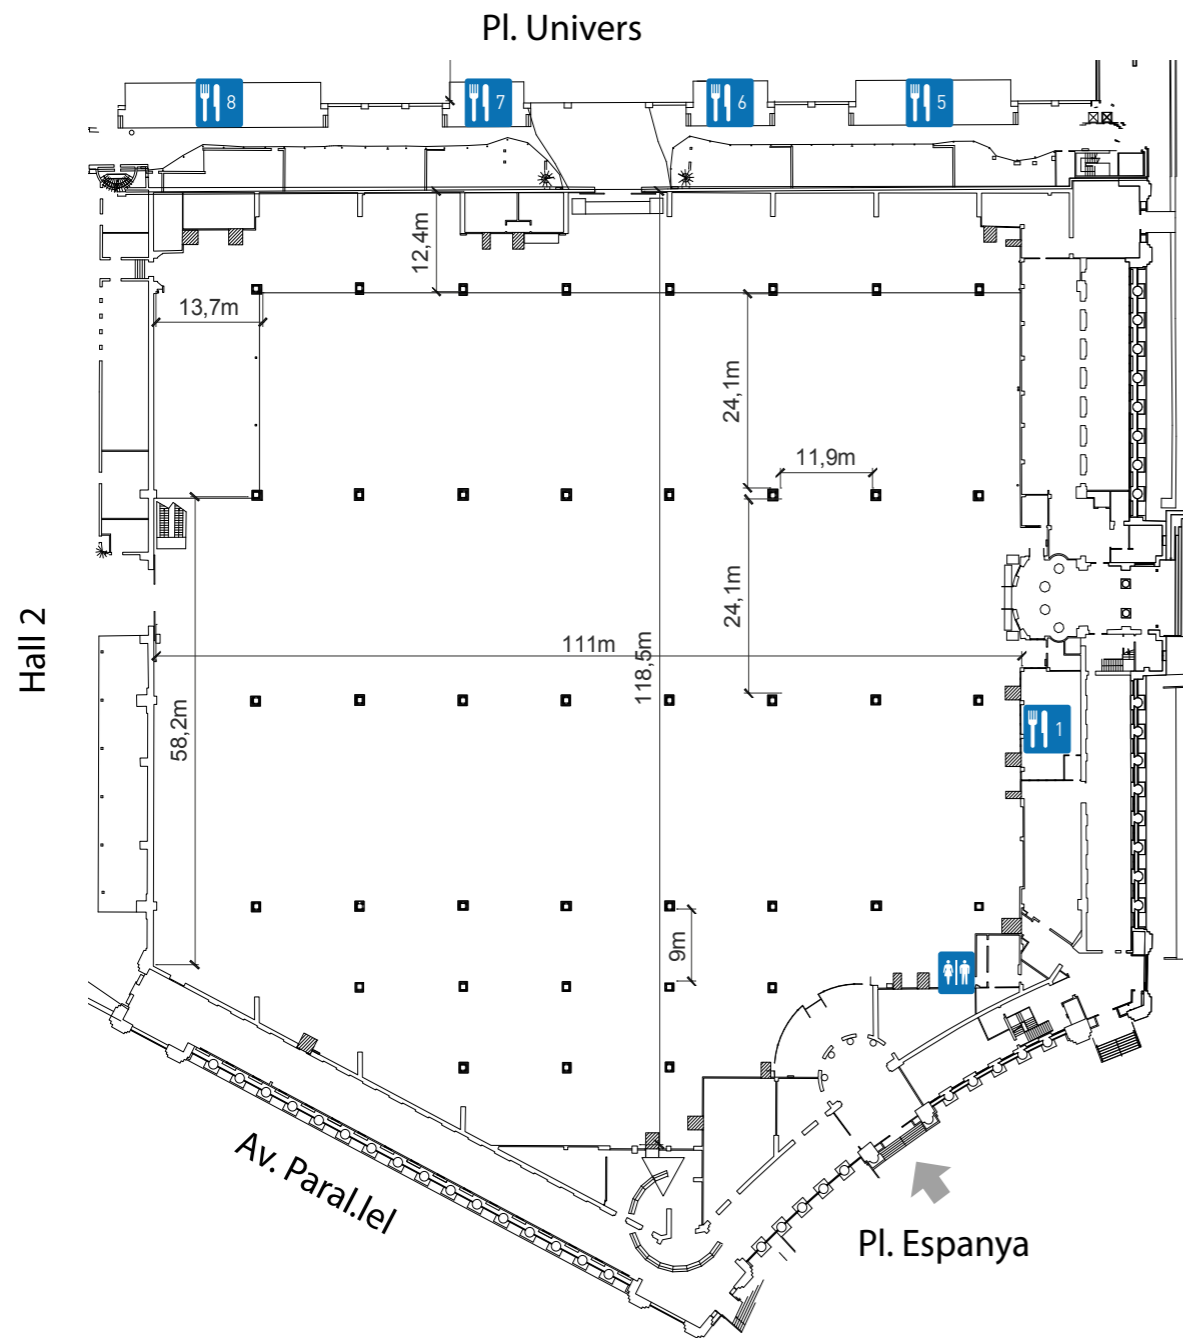 Pl. Univers
8
7
6
5
12,4m
13,7m
24,1m
11,9m
24,1m
Hall 2
111m
118,5m
58,2m
1
9m
Av. Paral.lel
Pl. Espanya